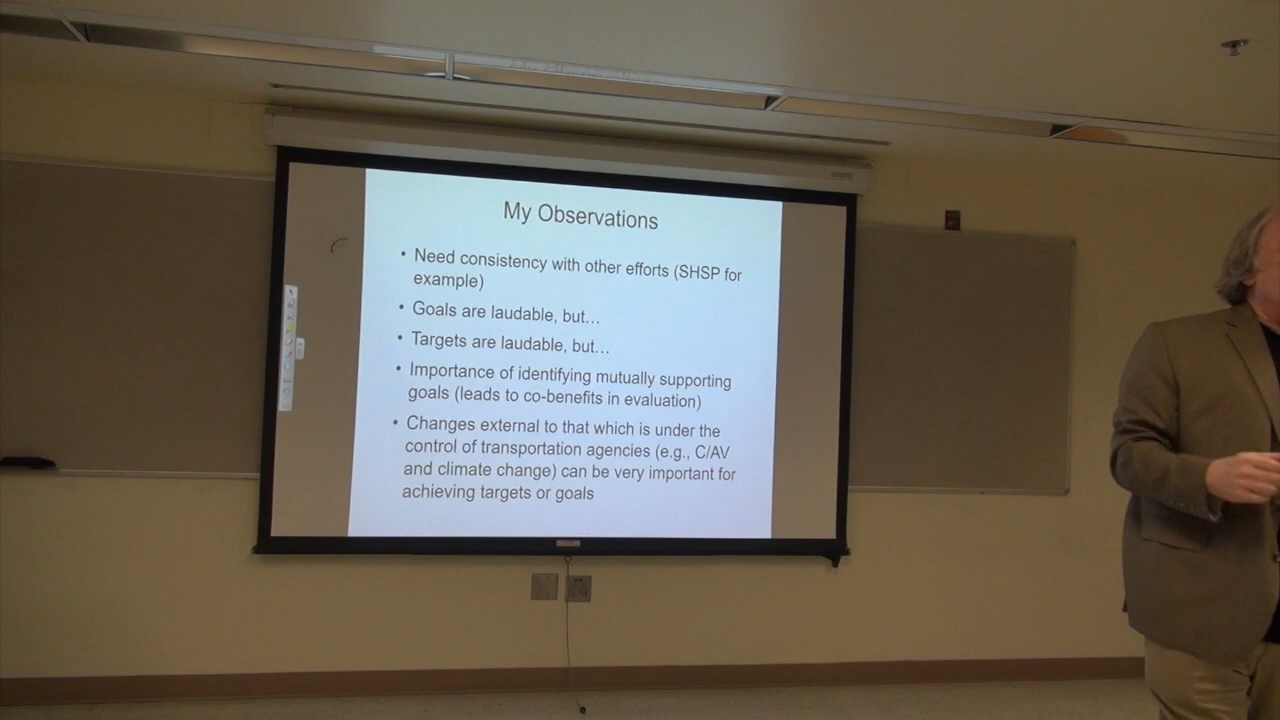 My Observations
• Need consistency with other efforts (SHSP for
example)
• Goals are laudable, but…
• Targets are laudable, but…
• Importance of identifying mutually supporting
goals (leads to co-benefits in evaluation)
• Changes external to that which is under the
control of transportation agencies (e.g., C/AV
and climate change) can be very important for
achieving targets or goals